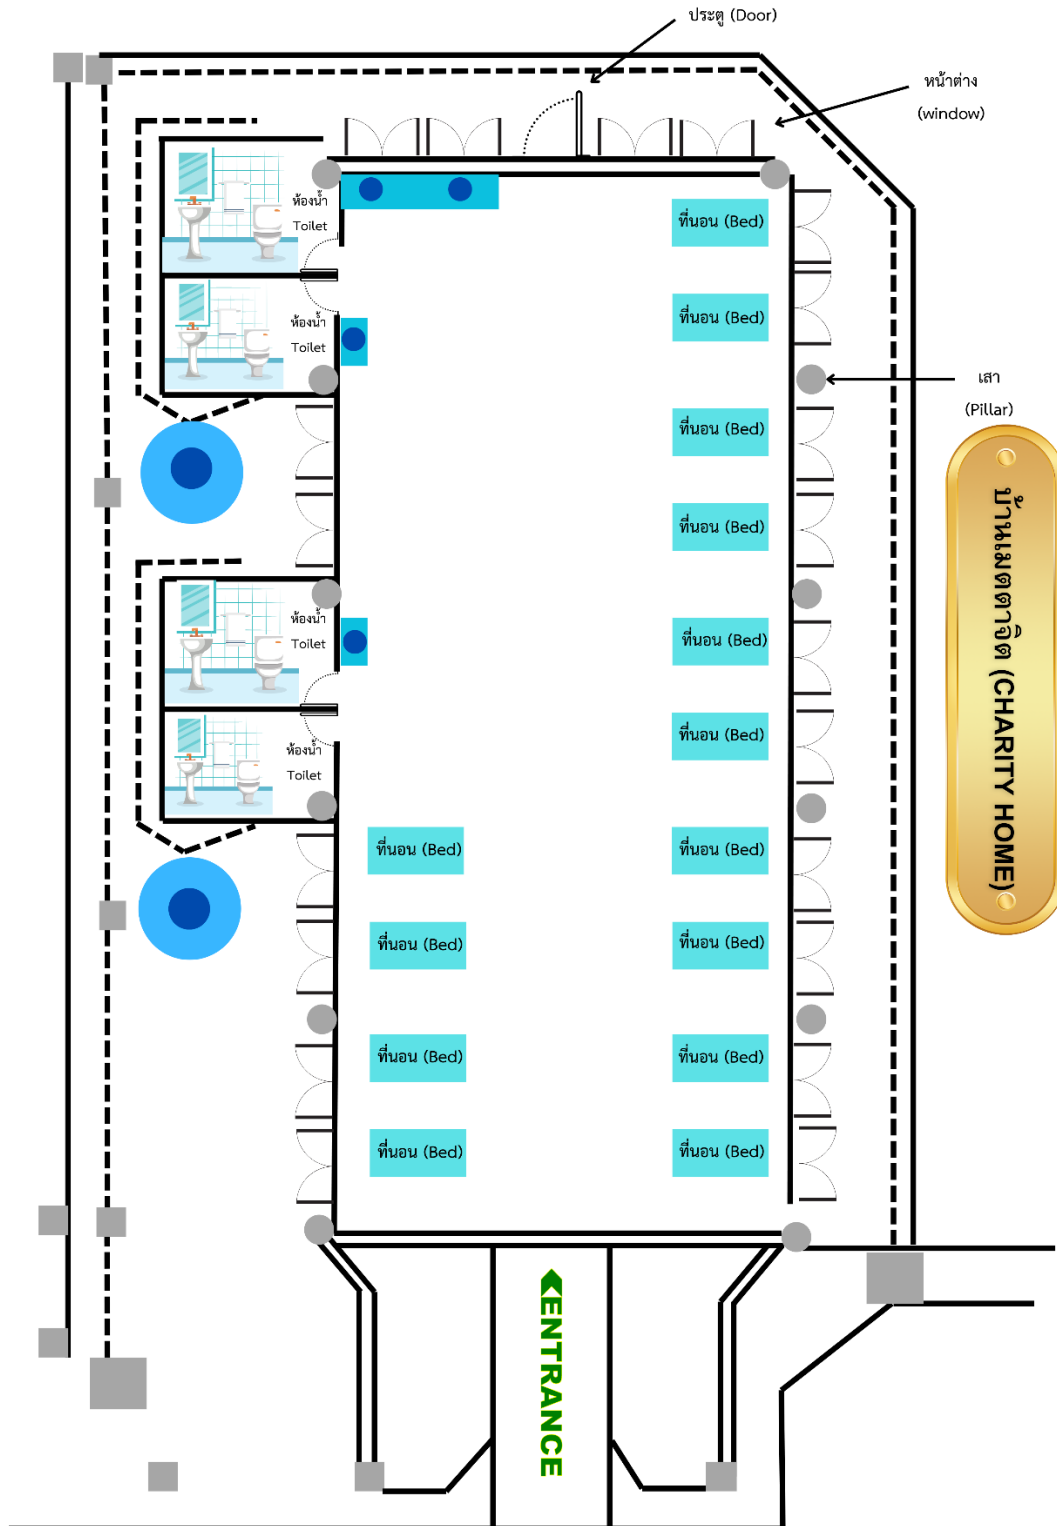 ประตู (Door)
หน้าต่าง
(window)
ห้องน้ำ
Toilet
ที่นอน (Bed)
ห้องน้ำ
Toilet
ที่นอน (Bed)
เสา
(Pillar)
ที่นอน (Bed)
ที่นอน (Bed)
บ้านเมตตาจิต (CHARITY HOME)
ห้องน้ำ
Toilet
ที่นอน (Bed)
ห้องน้ำ
Toilet
ที่นอน (Bed)
ที่นอน (Bed)
ที่นอน (Bed)
ที่นอน (Bed)
ที่นอน (Bed)
ที่นอน (Bed)
ที่นอน (Bed)
ที่นอน (Bed)
ที่นอน (Bed)
ENTRANCE